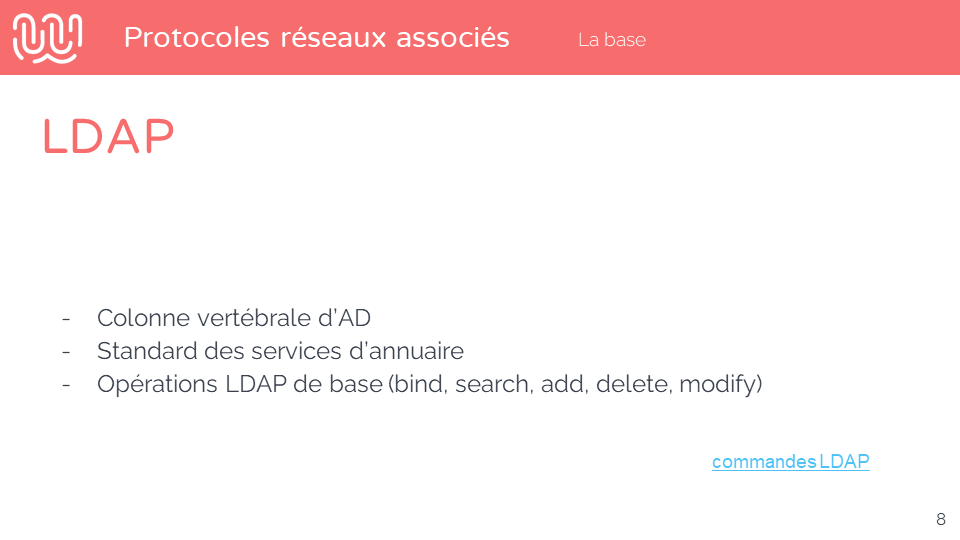 Protocoles réseaux associés
La base
LDAP
- Colonne vertébrale d'AD
- Standard des services d'annuaire
- Opérations LDAP de base (bind, search, add, delete, modify)
commandes LDAP
8